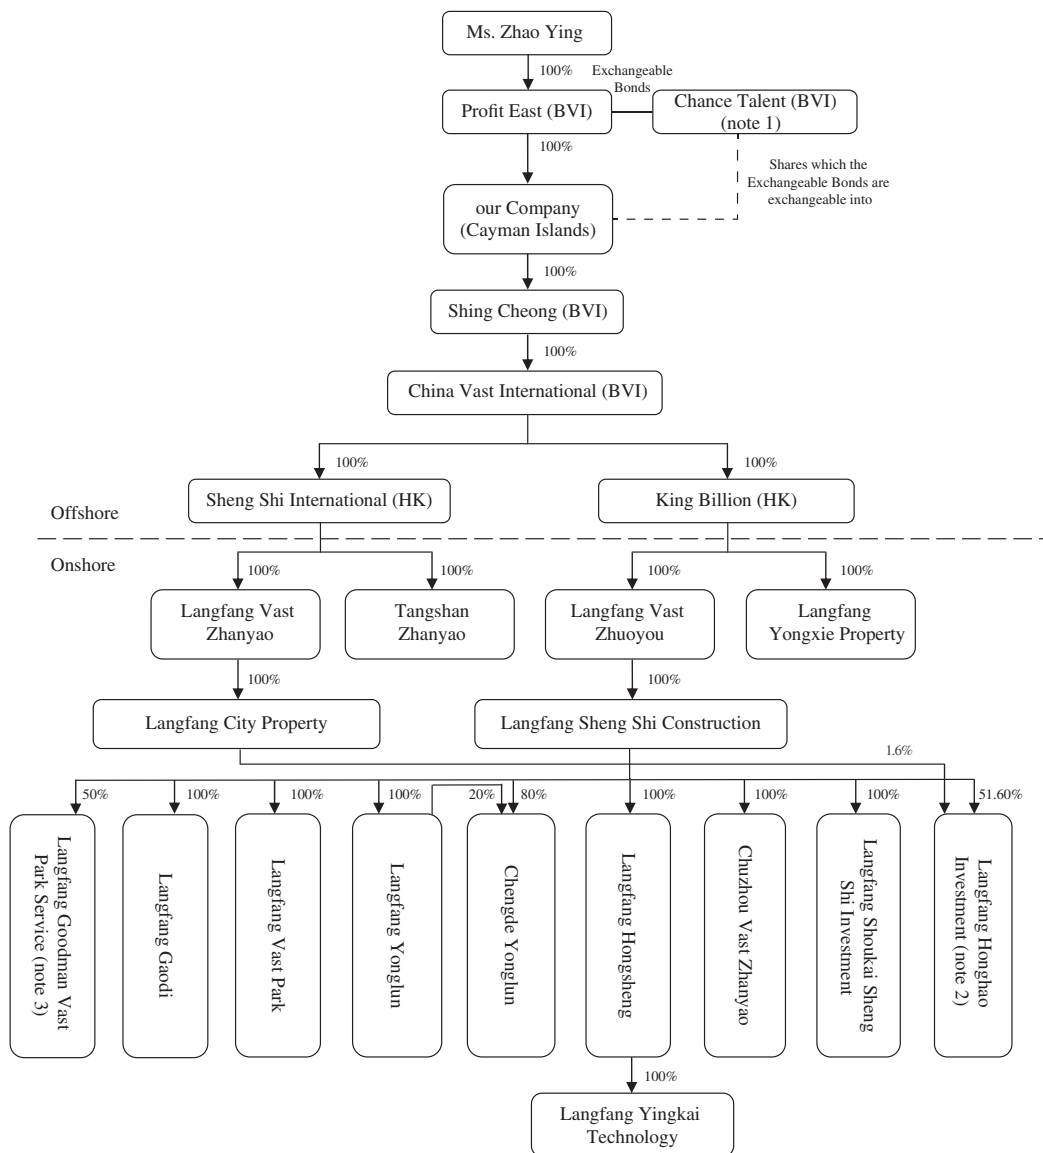 Ms. Zhao Ying
100%
Exchangeable
Bonds
Profit East (BVI)
Chance Talent (BVI)
(note 1)
100%
Shares which the
Exchangeable Bonds are
exchangeable into
our Company
(Cayman Islands)
100%
Shing Cheong (BVI)
100%
China Vast International (BVI)
100%
100%
Sheng Shi International (HK)
King Billion (HK)
Offshore
Onshore
100%
100%
100%
100%
Langfang Vast
Zhanyao
Tangshan
Zhanyao
Langfang Vast
Zhuoyou
Langfang
Yongxie Property
100%
100%
Langfang City Property
Langfang Sheng Shi Construction
1.6%
50%
100%
100%
100%
20%
80%
100%
100%
100%
51.60%
Langfang Goodman Vast
Park Service (note 3)
Langfang Gaodi
Langfang Vast Park
Langfang Yonglun
Chengde Yonglun
Langfang Hongsheng
Chuzhou Vast Zhanyao
Langfang Shoukai Sheng
Shi Investment
Langfang Honghao
Investment (note 2)
100%
Langfang Yingkai
Technology